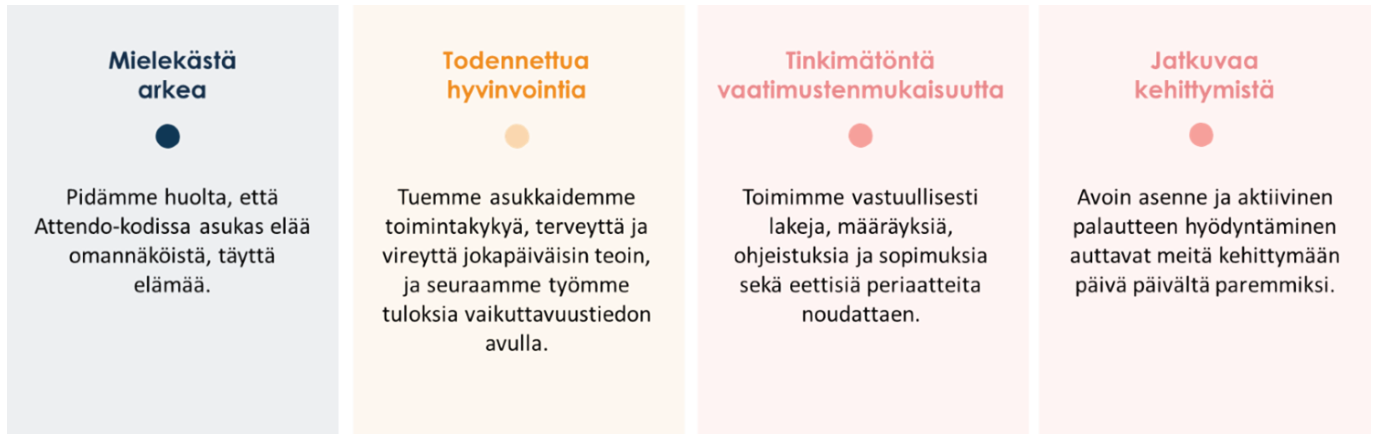 Mielekästä
arkea
Pidämme huolta, että
Attendo-kodissa asukas elää
omannäköistä, täyttä
elämää.
Todennettua
hyvinvointia
Tuemme asukkaidemme
toimintakykyä, terveyttä ja
vireyttä jokapäiväisin teoin,
ja seuraamme työmme
tuloksia vaikuttavuustiedon
avulla.
Tinkimätöntä
vaatimustenmukaisuutta
Toimimme vastuullisesti
lakeja, määräyksiä,
ohjeistuksia ja sopimuksia
sekä eettisiä periaatteita
noudattaen.
Jatkuvaa
kehittymistä
Avoin asenne ja aktiivinen
palautteen hyödyntäminen
auttavat meitä kehittymään
päivä päivältä paremmiksi.